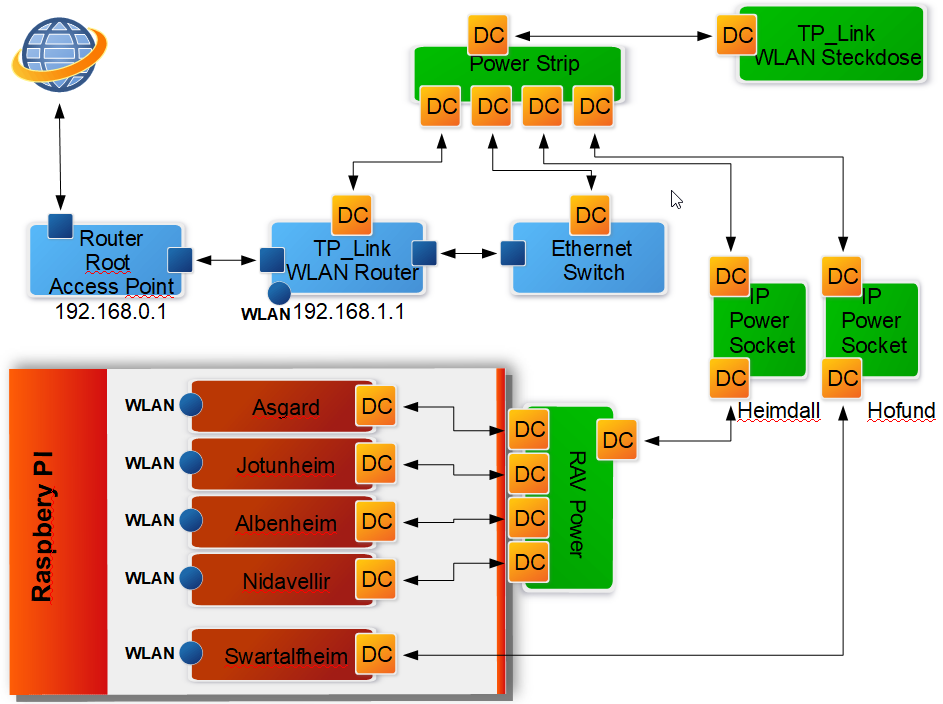 DC
DC
TP_Link
WLAN Steckdose
Power Strip
DC
DC
DC
DC
DC
DC
Router
Root
Access Point
192.168.0.1
TP_Link
WLAN Router
WLAN
192.168.1.1
Ethernet
Switch
DC
IP
Power
Socket
DC
Heimdall
DC
IP
Power
Socket
DC
Hofund
Raspbery PI
WLAN
Asgard
DC
WLAN
Jotunheim
DC
WLAN
Albenheim
DC
WLAN
Nidavellir
DC
WLAN
Swartalfheim
DC
DC
DC
DC
DC
RAV Power
DC